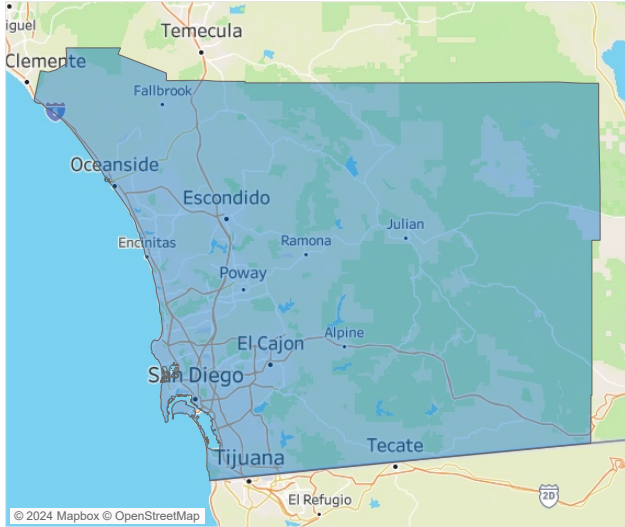 iguel
Temecula
Clemente
Fallbrook
Oceanside
Escondido
Julian
Encinitas
Ramona
Poway
Alpine
El Cajon
San Diego
Tecate
Tijuana
El Refugio
2D
© 2024 Mapbox © OpenStreetMap